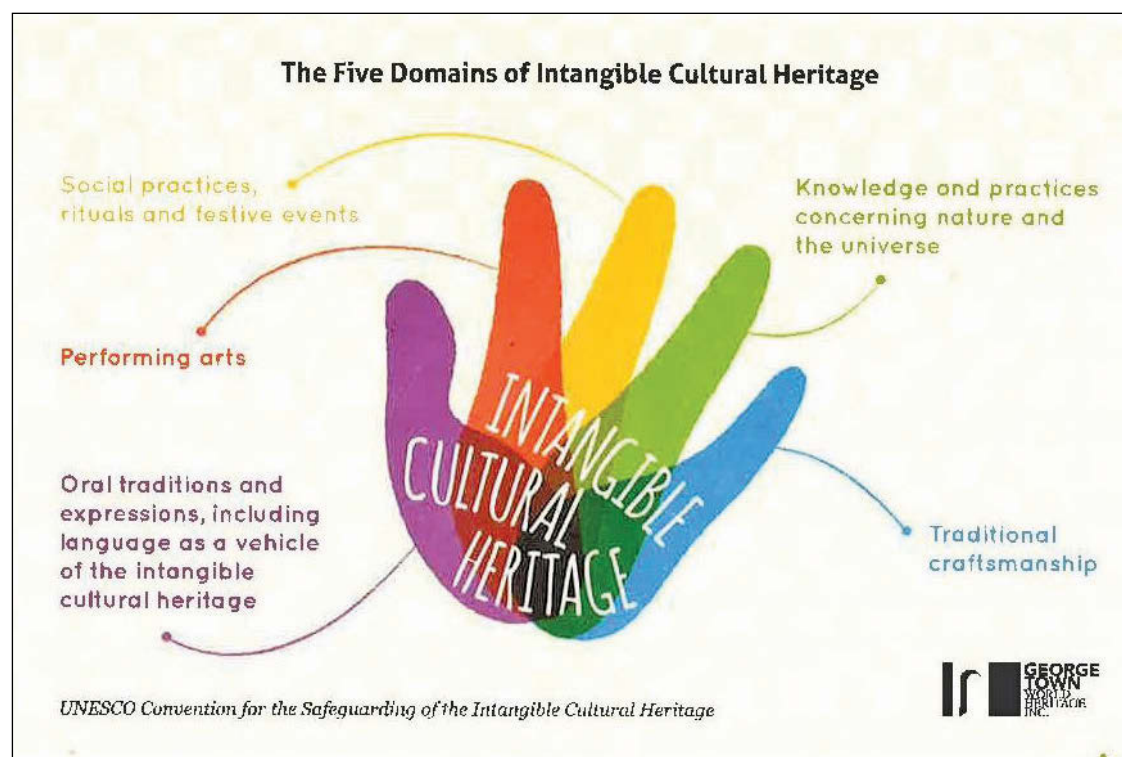 The Five Domains of Intangible Cultural Heritage
Social practices,
rituals and festive events
Knowledge and practices
concerning nature and
the universe
Performing arts
INTANGIBLE
CULTURAL
HERITAGE
Oral traditions and
expressions, including
language as a vehicle
of the intangible
cultural heritage
Traditional
craftsmanship
UNESCO Convention for the Safeguarding of the Intangible Cultural Heritage
GEORGE
TOWN
WORLD
HERITAGE
INC.